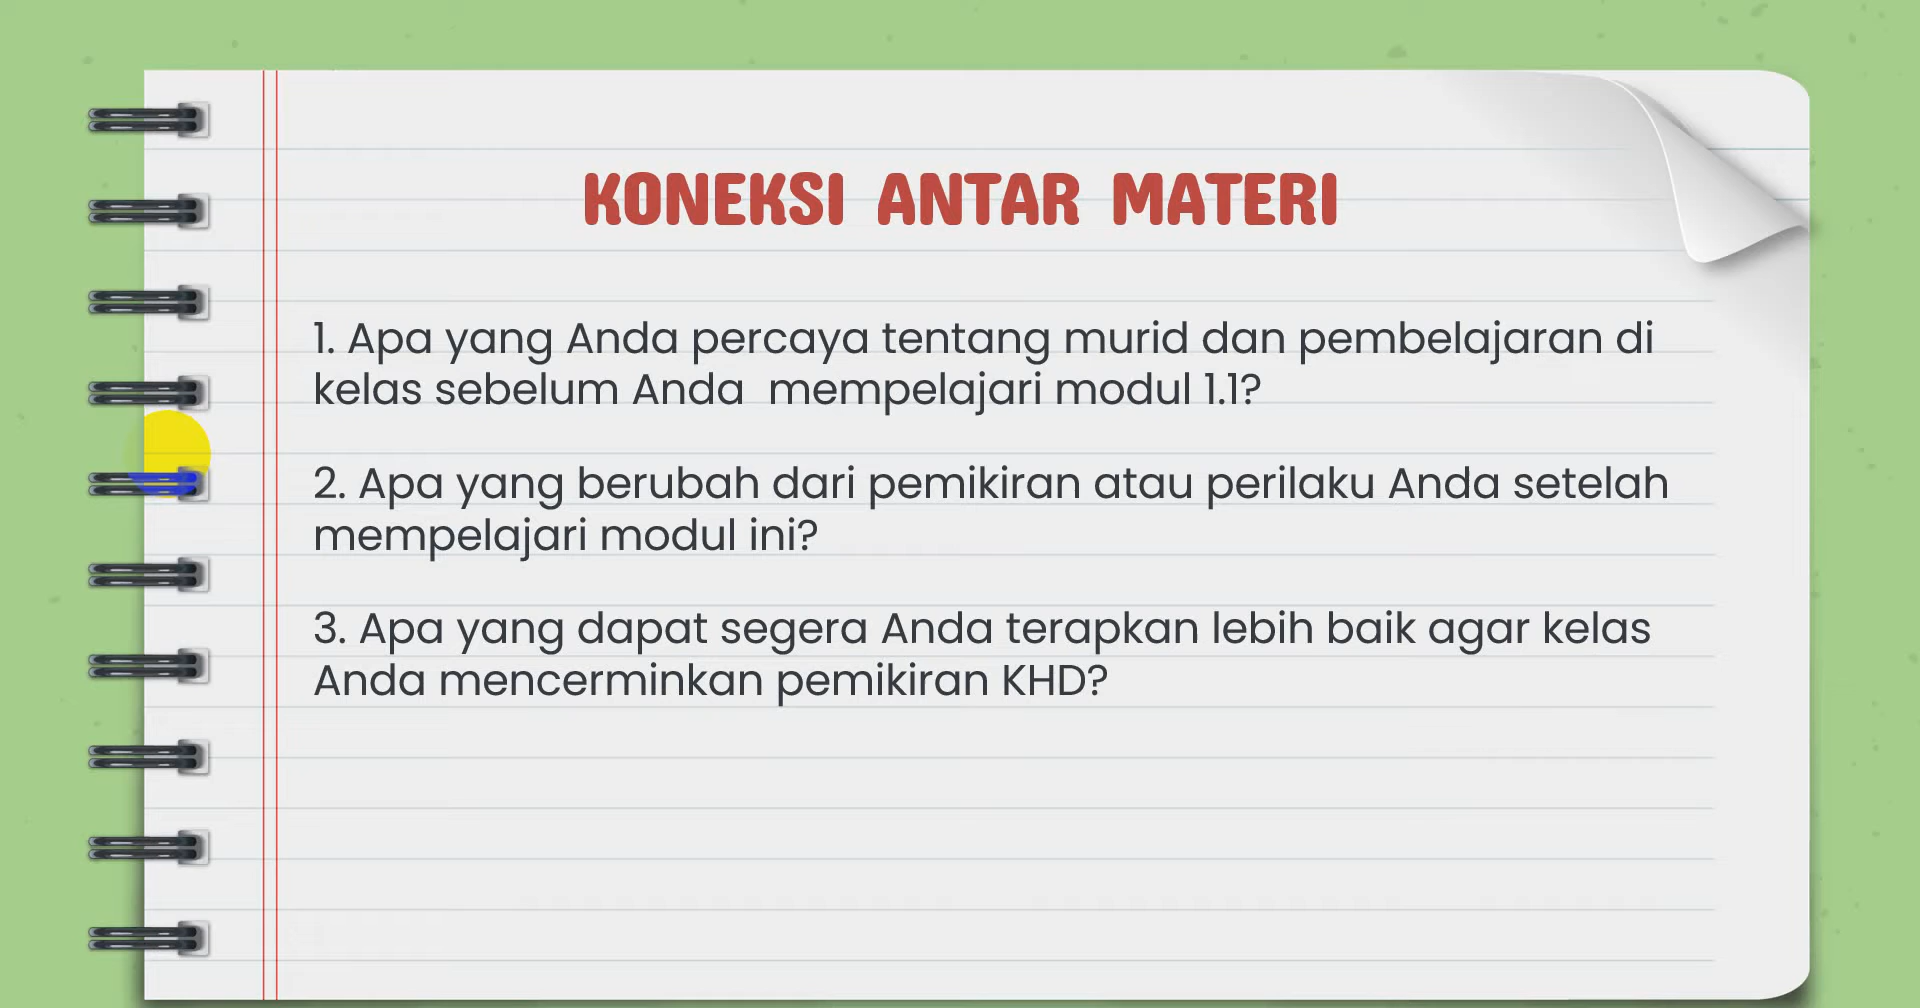 KONEKSI ANTAR MATERI
1. Apa yang Anda percaya tentang murid dan pembelajaran di
kelas sebelum Anda  mempelajari modul 1.1?
2. Apa yang berubah dari pemikiran atau perilaku Anda setelah
mempelajari modul ini?
3. Apa yang dapat segera Anda terapkan lebih baik agar kelas
Anda mencerminkan pemikiran KHD?